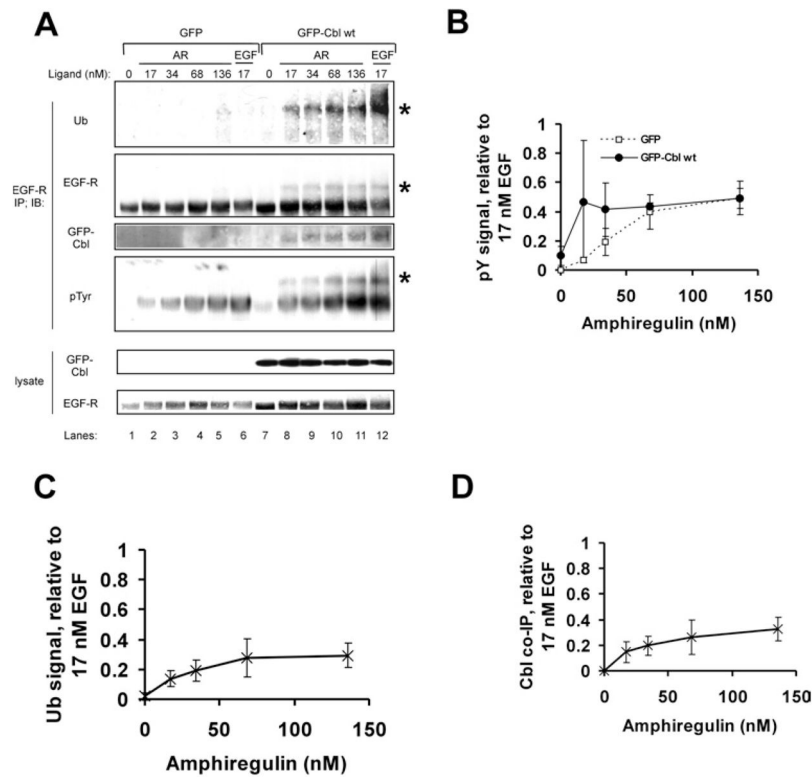 A
GFP GFP-Cbl wt
AR EGF AR EGF
Ligand (nM): 0 17 34 68 136 17 0 17 34 68 136 17
Ub
*
EGF-R
IP; IB:
EGF-R
*
GFP-
Cbl
pTyr
*
lysate
GFP-
Cbl
EGF-R
Lanes: 1 2 3 4 5 6 7 8 9 10 11 12
B
pY signal, relative to
17 nM EGF
1
0.8
0.6
0.4
0.2
0
GFP
GFP-Cbl wt
0 50 100 150
Amphiregulin (nM)
C
Ub signal, relative to
17 nM EGF
1
0.8
0.6
0.4
0.2
0
0 50 100 150
Amphiregulin (nM)
D
Cbl co-IP, relative to
17 nM EGF
1
0.8
0.6
0.4
0.2
0
0 50 100 150
Amphiregulin (nM)